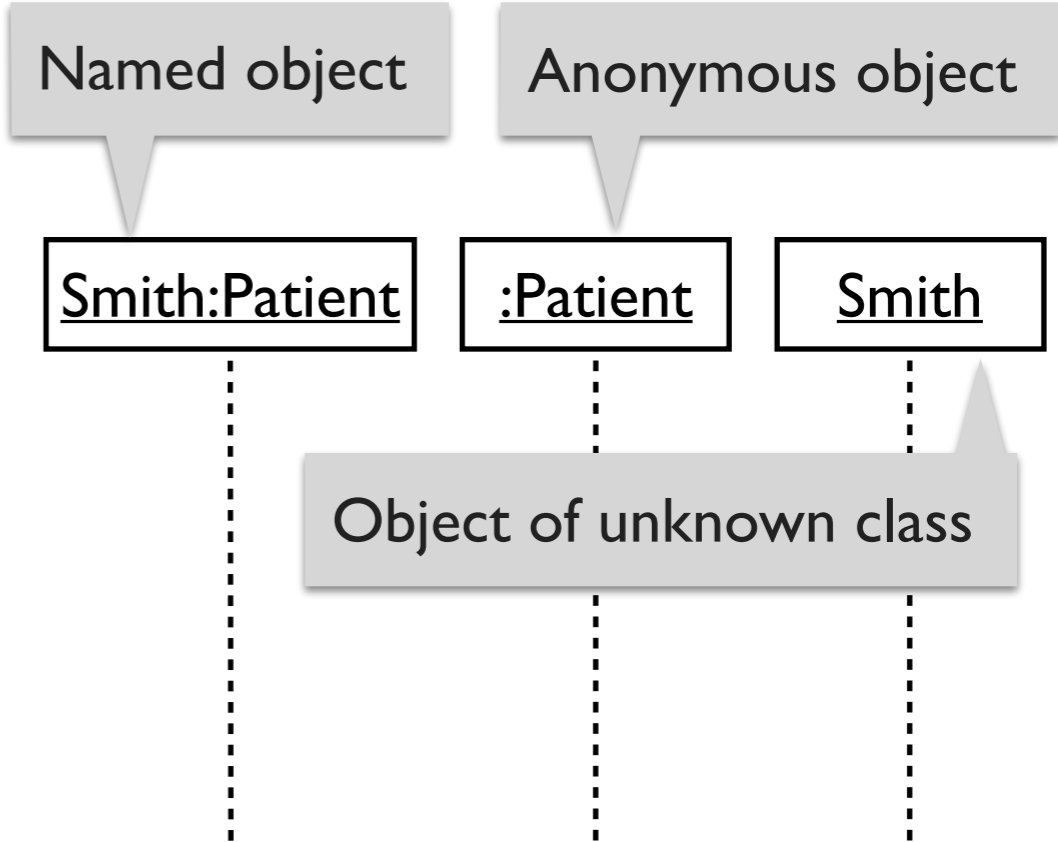 Named object
Anonymous object
Smith:Patient
:Patient
Smith
Object of unknown class